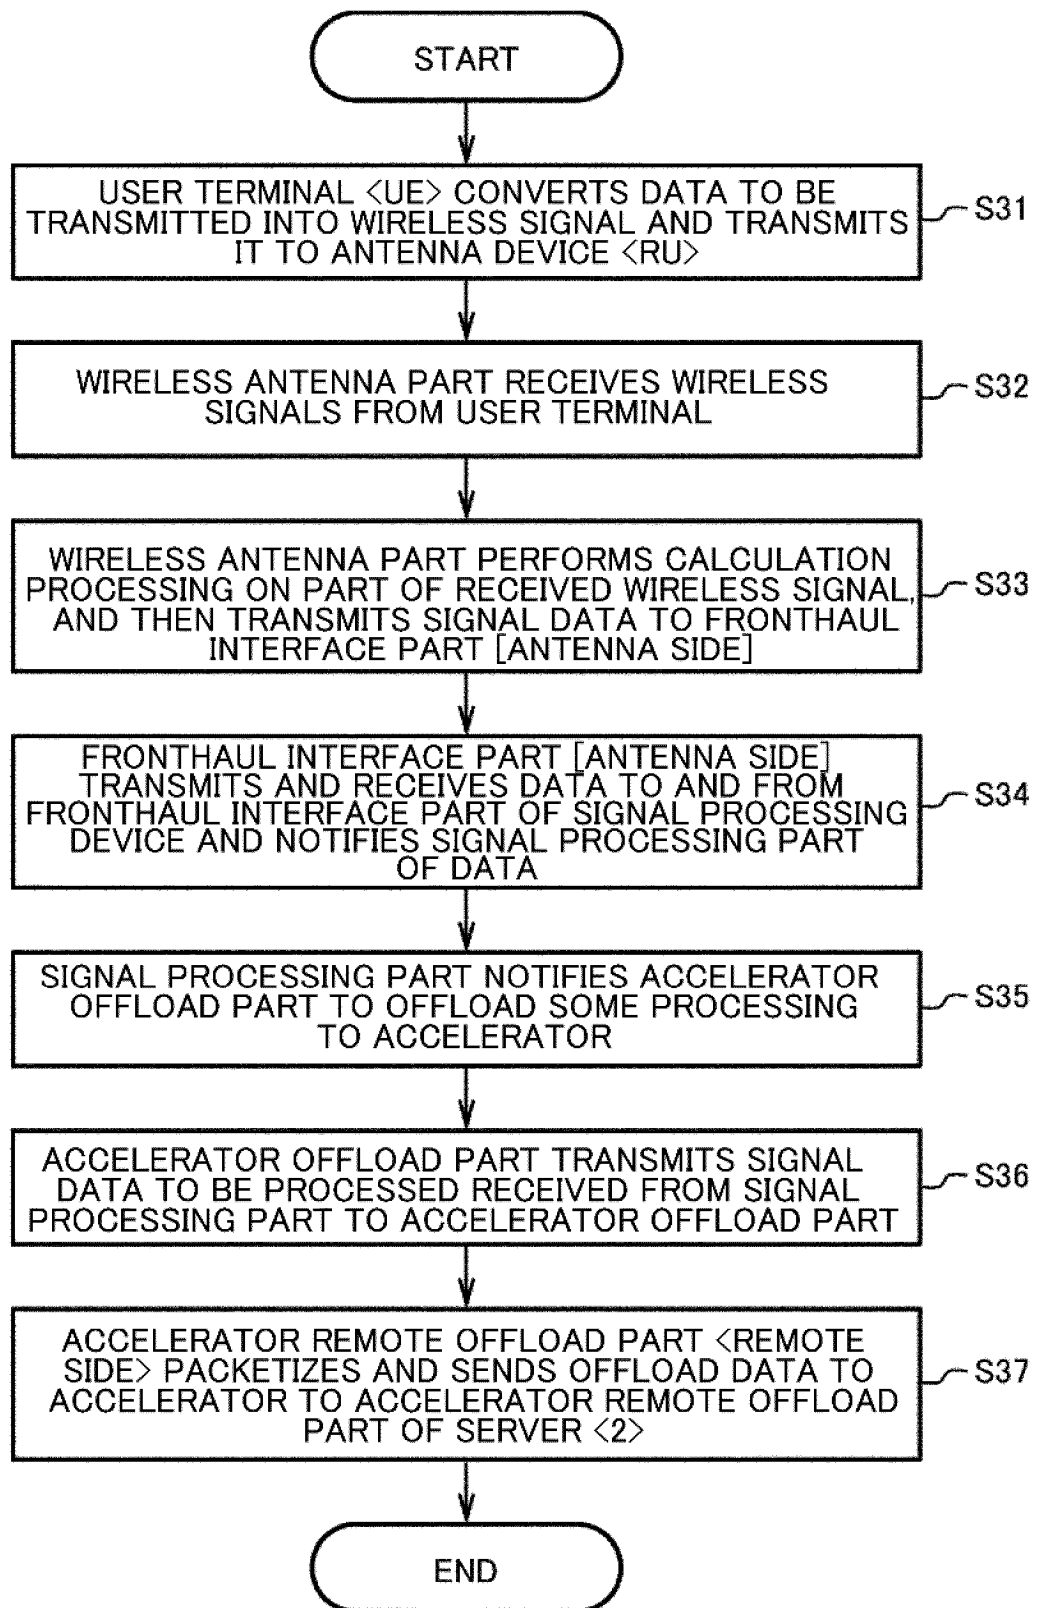 START
USER TERMINAL <UE> CONVERTS DATA TO BE
TRANSMITTED INTO WIRELESS SIGNAL AND TRANSMITS
IT TO ANTENNA DEVICE <RU>
S31
WIRELESS ANTENNA PART RECEIVES WIRELESS
SIGNALS FROM USER TERMINAL
S32
WIRELESS ANTENNA PART PERFORMS CALCULATION
PROCESSING ON PART OF RECEIVED WIRELESS SIGNAL,
AND THEN TRANSMITS SIGNAL DATA TO FRONTHAUL
INTERFACE PART [ANTENNA SIDE]
S33
FRONTHAUL INTERFACE PART [ANTENNA SIDE]
TRANSMITS AND RECEIVES DATA TO AND FROM
FRONTHAUL INTERFACE PART OF SIGNAL PROCESSING
DEVICE AND NOTIFIES SIGNAL PROCESSING PART
OF DATA
S34
SIGNAL PROCESSING PART NOTIFIES ACCELERATOR
OFFLOAD PART TO OFFLOAD SOME PROCESSING
TO ACCELERATOR
S35
ACCELERATOR OFFLOAD PART TRANSMITS SIGNAL
DATA TO BE PROCESSED RECEIVED FROM SIGNAL
PROCESSING PART TO ACCELERATOR OFFLOAD PART
S36
ACCELERATOR REMOTE OFFLOAD PART <REMOTE
SIDE> PACKETIZES AND SENDS OFFLOAD DATA TO
ACCELERATOR TO ACCELERATOR REMOTE OFFLOAD
PART OF SERVER <2>
S37
END